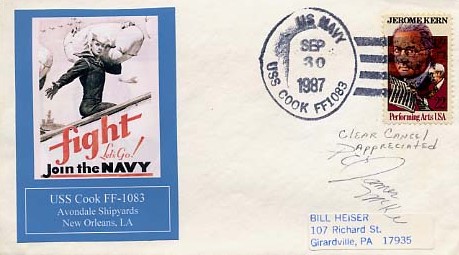 fight
Let's Go!
Join the NAVY
USS Cook FF-1083
Avondale Shipyards
New Orleans, LA
U.S. NAVY
SEP
30
1987
USS COOK FF1083
JEROME KERN
Performing Arts USA
CLEAR CANCEL
APPRECIATED
BILL HEISER
107 Richard St.
Girardville, PA 17935